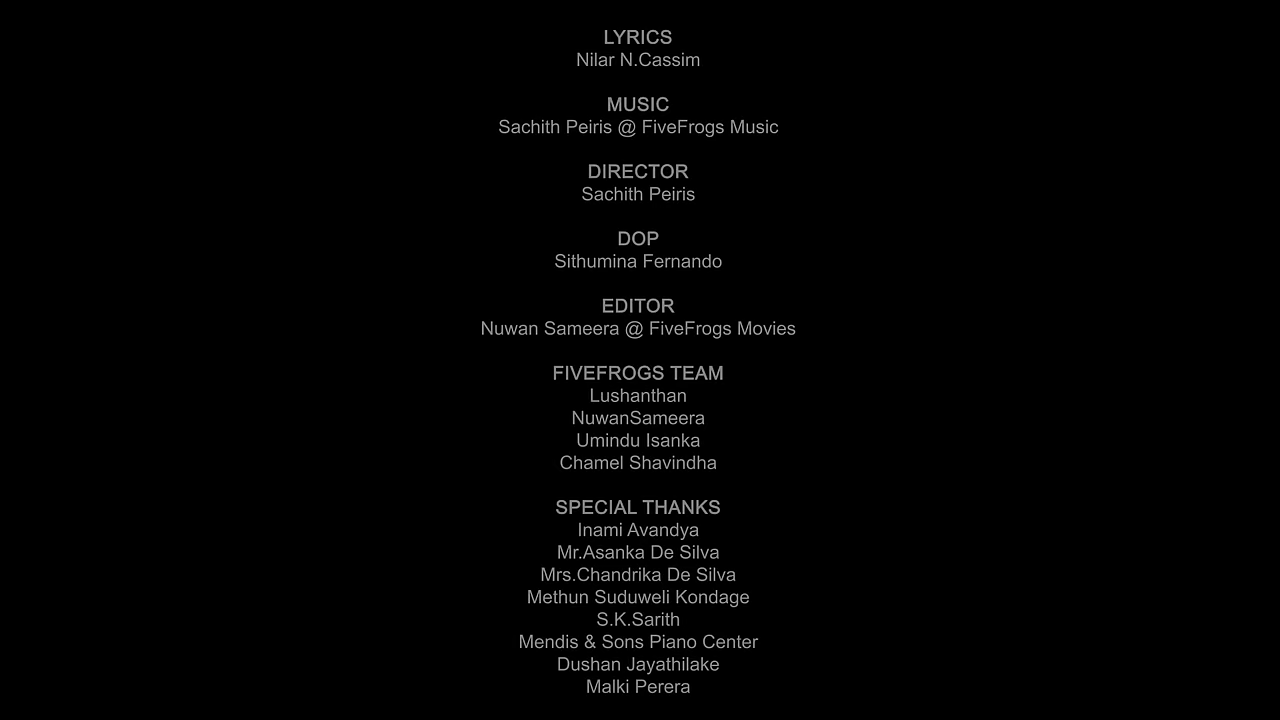 LYRICS
Nilar N.Cassim
MUSIC
Sachith Peiris @ FiveFrogs Music
DIRECTOR
Sachith Peiris
DOP
Sithumina Fernando
EDITOR
Nuwan Sameera @ FiveFrogs Movies
FIVEFROGS TEAM
Lushanthan
NuwanSameera
Umindu Isanka
Chamel Shavindha
SPECIAL THANKS
Inami Avandya
Mr.Asanka De Silva
Mrs.Chandrika De Silva
Methun Suduweli Kondage
S.K.Sarith
Mendis & Sons Piano Center
Dushan Jayathilake
Malki Perera